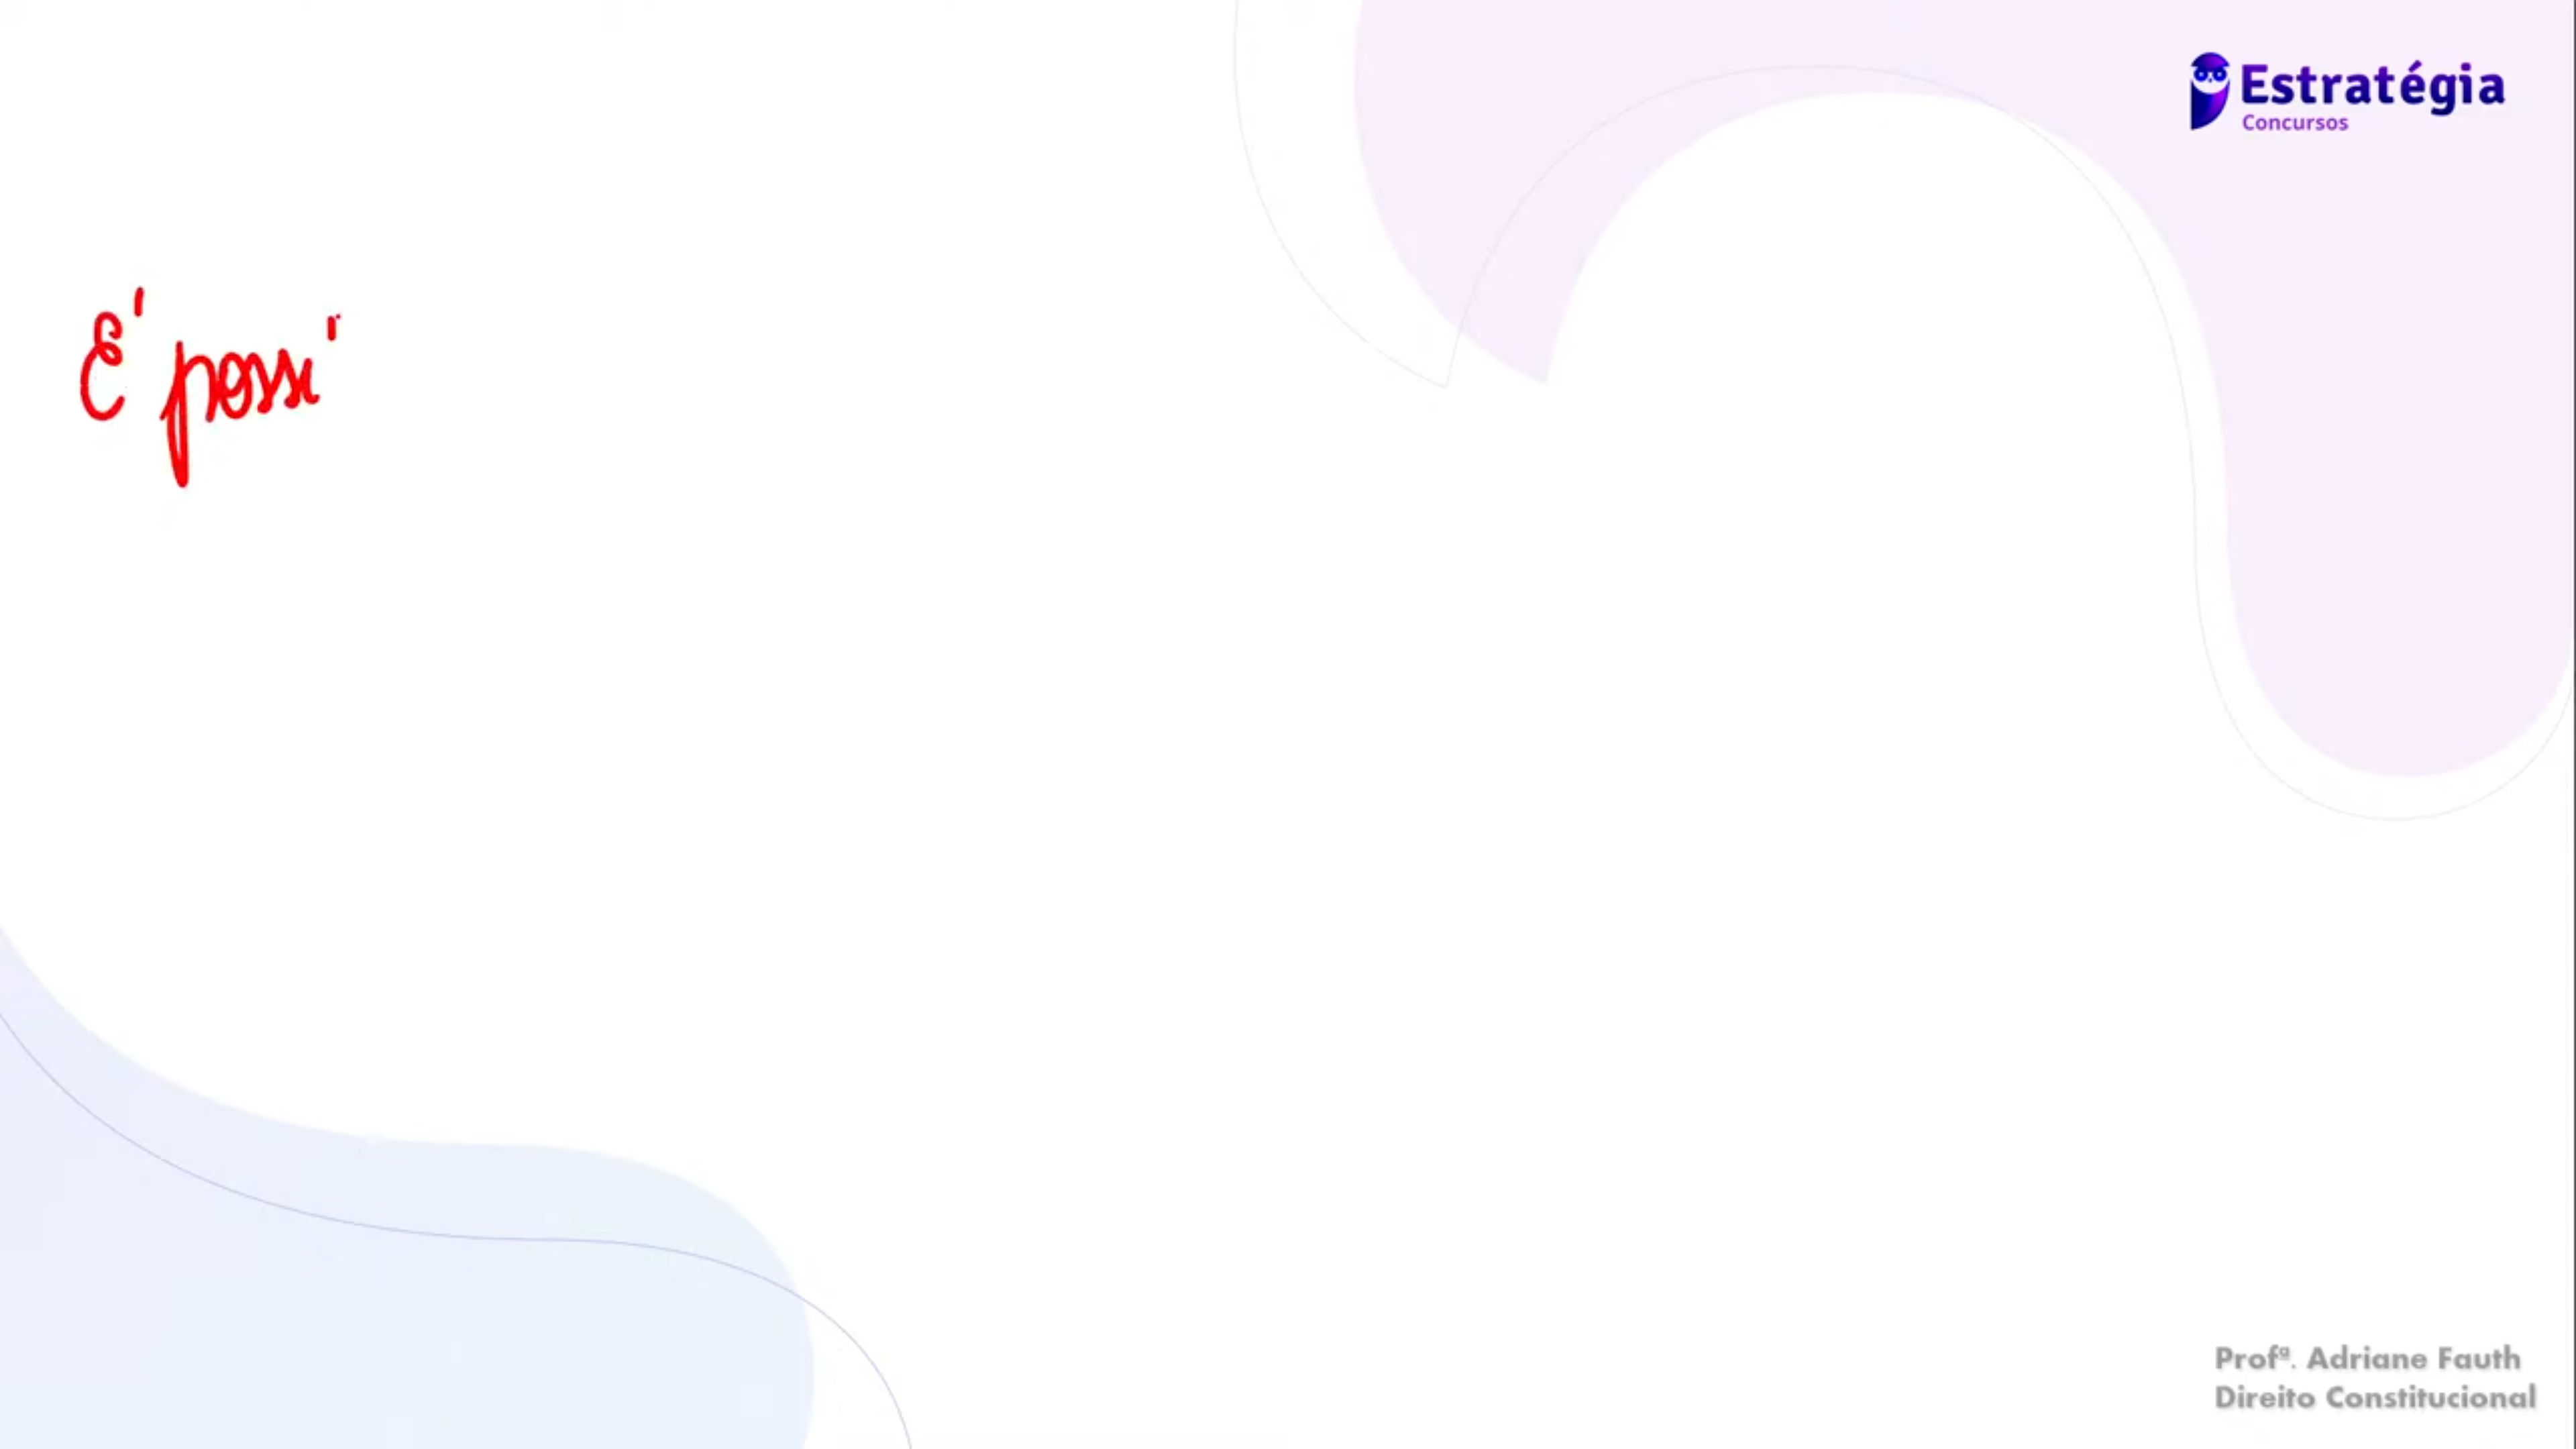 Estratégia
Concursos
É possí
Profª. Adriane Fauth
Direito Constitucional